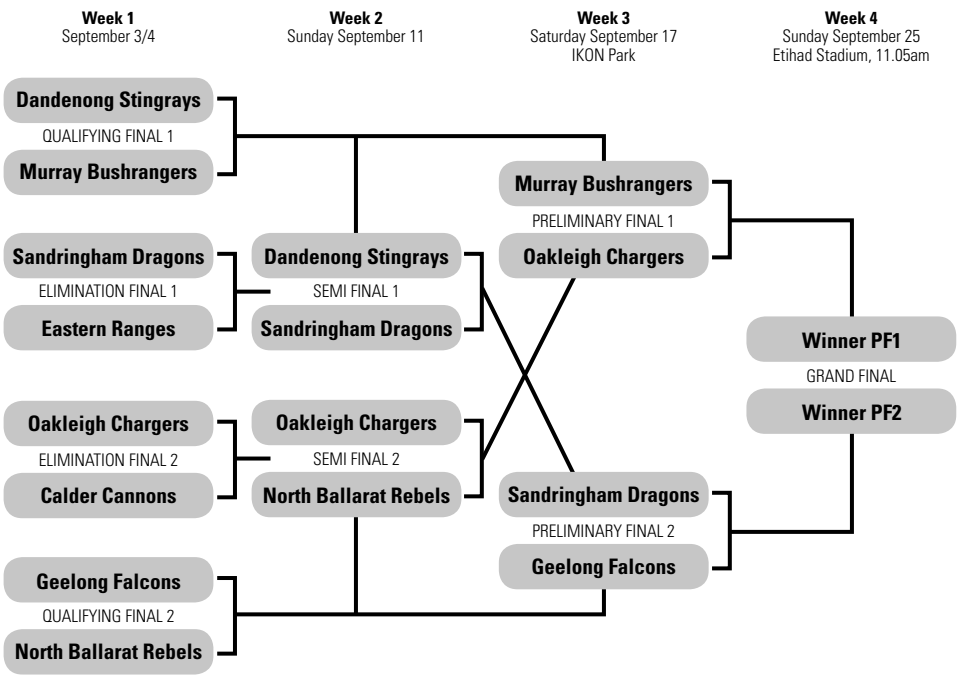 Week 1
September 3/4
Week 2
Sunday September 11
Week 3
Saturday September 17
IKON Park
Week 4
Sunday September 25
Etihad Stadium, 11.05am
Dandenong Stingrays
QUALIFYING FINAL 1
Murray Bushrangers
Sandringham Dragons
ELIMINATION FINAL 1
Eastern Ranges
Oakleigh Chargers
ELIMINATION FINAL 2
Calder Cannons
Geelong Falcons
QUALIFYING FINAL 2
North Ballarat Rebels
Dandenong Stingrays
SEMI FINAL 1
Sandringham Dragons
Oakleigh Chargers
SEMI FINAL 2
North Ballarat Rebels
Murray Bushrangers
PRELIMINARY FINAL 1
Oakleigh Chargers
Sandringham Dragons
PRELIMINARY FINAL 2
Geelong Falcons
Winner PF1
GRAND FINAL
Winner PF2